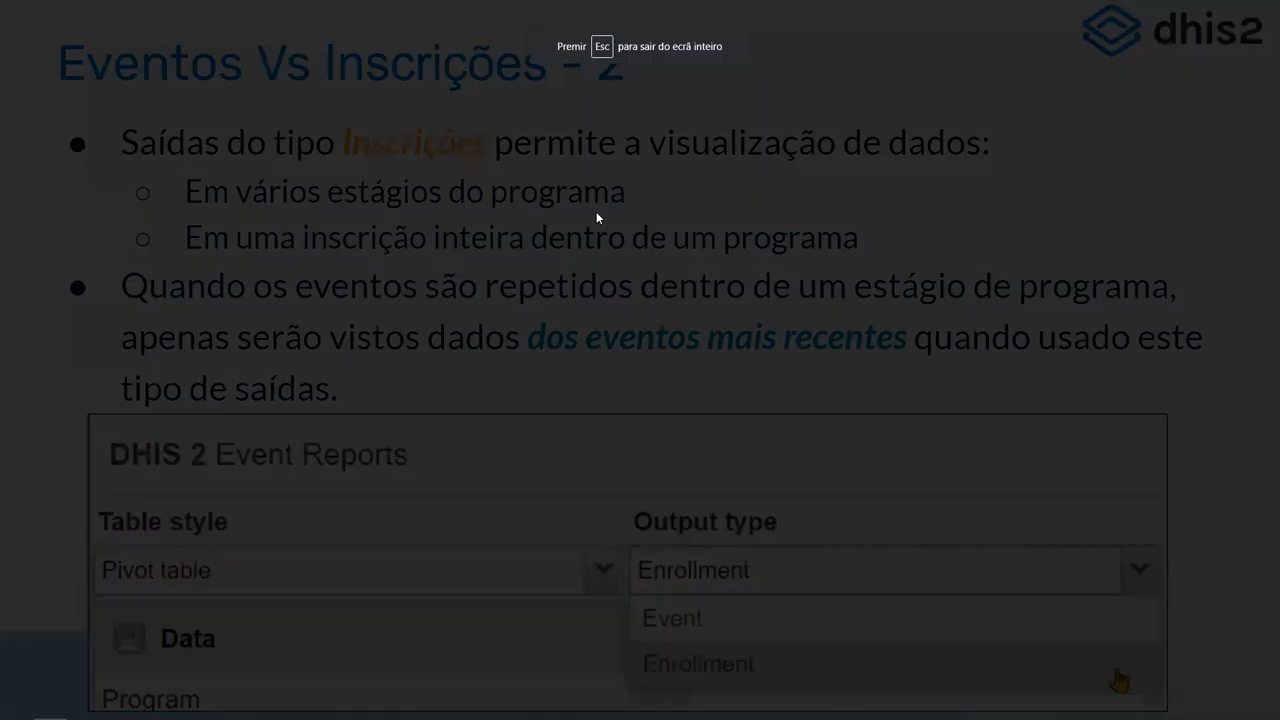 Premir Esc para sair do ecrã inteiro
dhis2
Eventos Vs Inscrições - 2
● Saídas do tipo Inscrições permite a visualização de dados:
○ Em vários estágios do programa
○ Em uma inscrição inteira dentro de um programa
● Quando os eventos são repetidos dentro de um estágio de programa,
apenas serão vistos dados dos eventos mais recentes quando usado este
tipo de saídas.
DHIS 2 Event Reports
Table style Output type
Pivot table Enrollment
Event
Data
Enrollment
Program